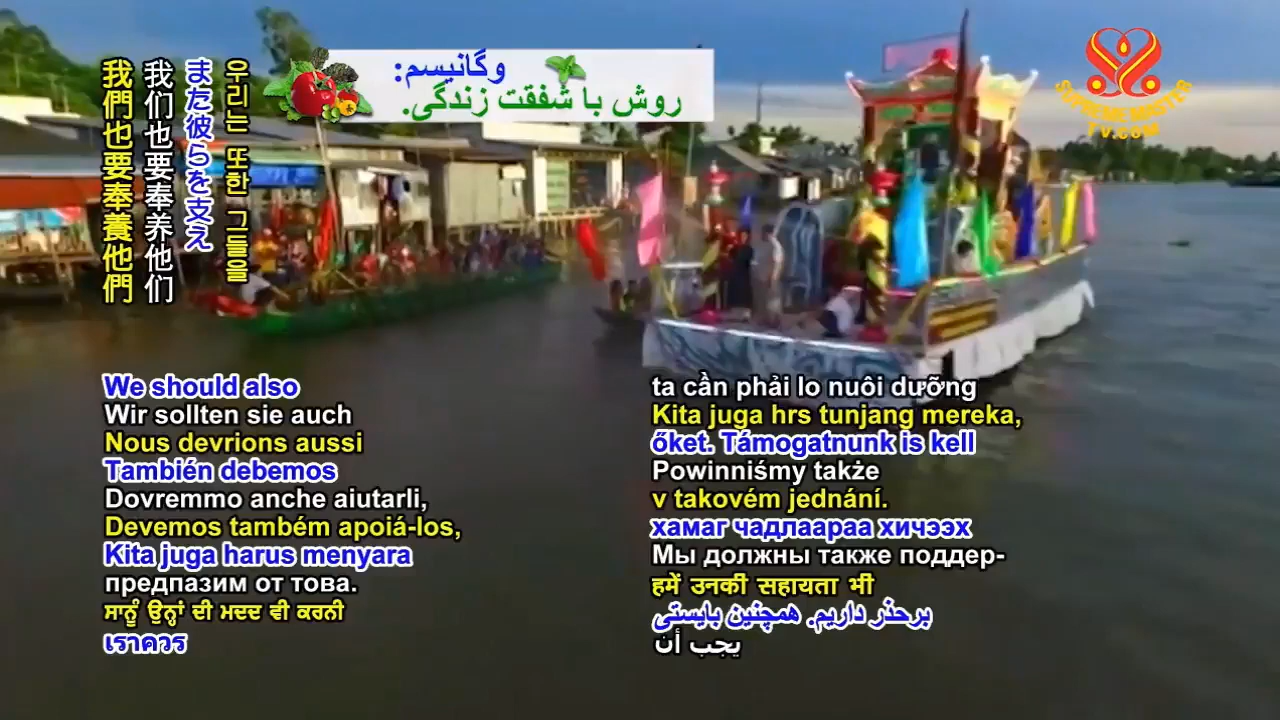 وگانیسم:
روش با شفقت زندگی.
SUPREME MASTER
TV.COM
我們也要奉養他們
我们也要奉养他们
また彼らを支え
우리는 또한 그들을
We should also
Wir sollten sie auch
Nous devrions aussi
También debemos
Dovremmo anche aiutarli,
Devemos também apoiá-los,
Kita juga harus menyara
предпазим от това.
ਸਾਨੂੰ ਉਨ੍ਹਾਂ ਦੀ ਮਦਦ ਵੀ ਕਰਨੀ
เราควร
ta cần phải lo nuôi dưỡng
Kita juga hrs tunjang mereka,
őket. Támogatnunk is kell
Powinniśmy także
v takovém jednání.
хамаг чадлаараа хичээх
Мы должны также поддер-
हमें उनकी सहायता भी
برحذر داریم. همچنین بایستی
يجب أن